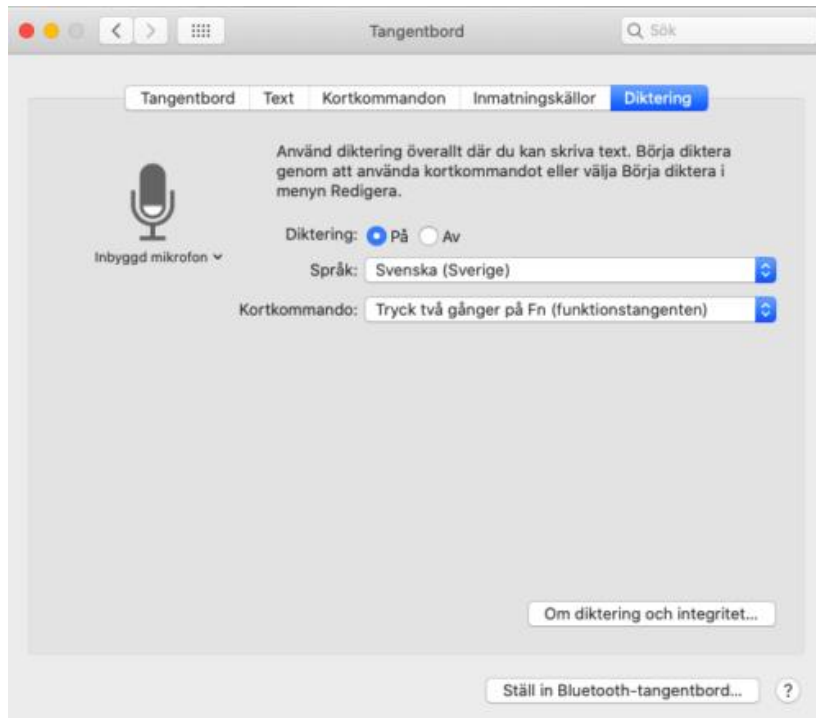 Tangentbord
Sök
Tangentbord Text Kortkommandon Inmatningskällor Diktering
Använd diktering överallt där du kan skriva text. Börja diktera
genom att använda kortkommandot eller välja Börja diktera i
menyn Redigera.
Inbyggd mikrofon
Diktering: På Av
Språk: Svenska (Sverige)
Kortkommando: Tryck två gånger på Fn (funktionstangenten)
Om diktering och integritet...
Ställ in Bluetooth-tangentbord... ?